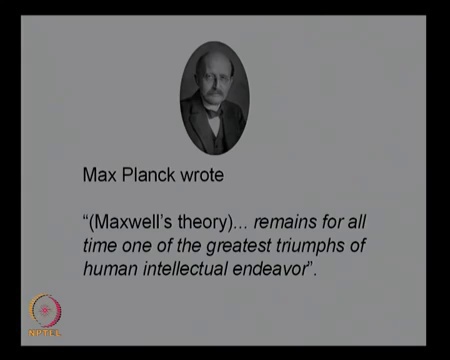 Max Planck wrote
“(Maxwell’s theory)... remains for all
time one of the greatest triumphs of
human intellectual endeavor”.
NPTEL